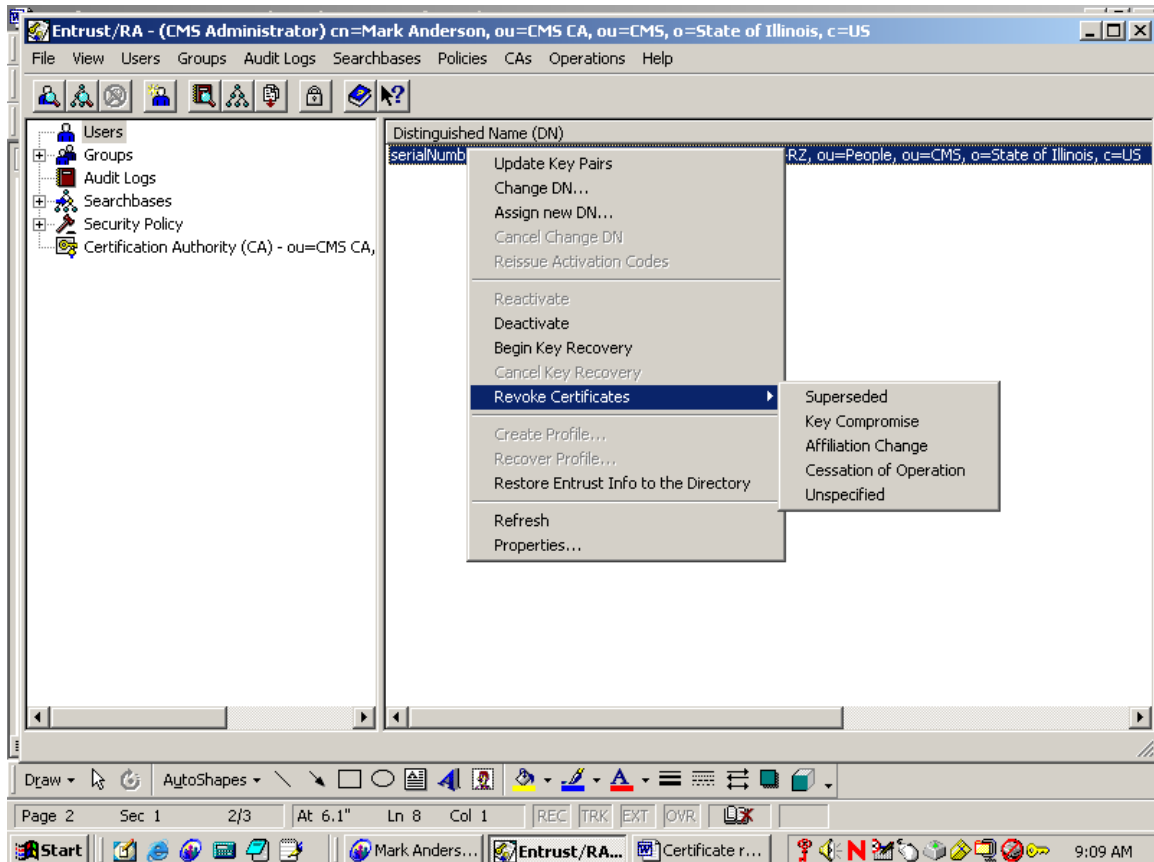 Entrust/RA - (CMS Administrator) cn=Mark Anderson, ou=CMS CA, ou=CMS, o=State of Illinois, c=US
File View Users Groups Audit Logs Searchbases Policies CAs Operations Help
Users
Groups
Audit Logs
Searchbases
Security Policy
Certification Authority (CA) - ou=CMS CA,
Distinguished Name (DN)
serialNumb RZ, ou=People, ou=CMS, o=State of Illinois, c=US
Update Key Pairs
Change DN...
Assign new DN...
Cancel Change DN
Reissue Activation Codes
Reactivate
Deactivate
Begin Key Recovery
Cancel Key Recovery
Revoke Certificates
Superseded
Key Compromise
Affiliation Change
Cessation of Operation
Unspecified
Create Profile...
Recover Profile...
Restore Entrust Info to the Directory
Refresh
Properties...
Draw AutoShapes
Page 2 Sec 1 2/3 At 6.1" Ln 8 Col 1 REC TRK EXT OVR
Start Mark Anders... Entrust/RA... Certificate r... 9:09 AM